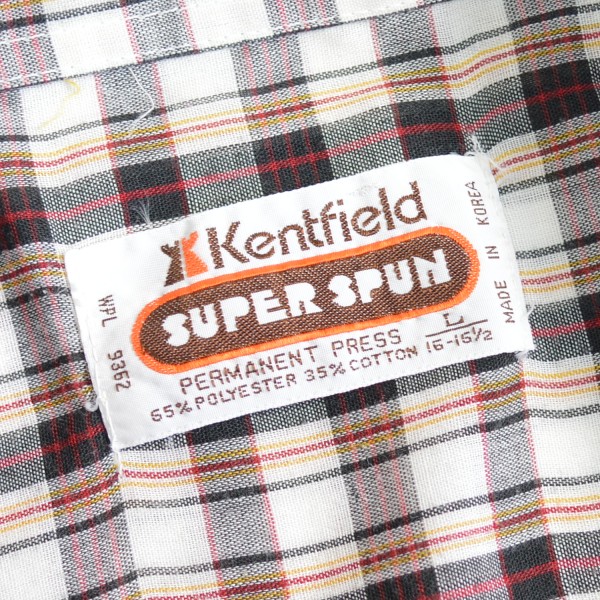 Kentfield
SUPER SPUN
PERMANENT PRESS
65% POLYESTER 35% COTTON
L
16-16½
MADE IN KOREA
WPL 9362